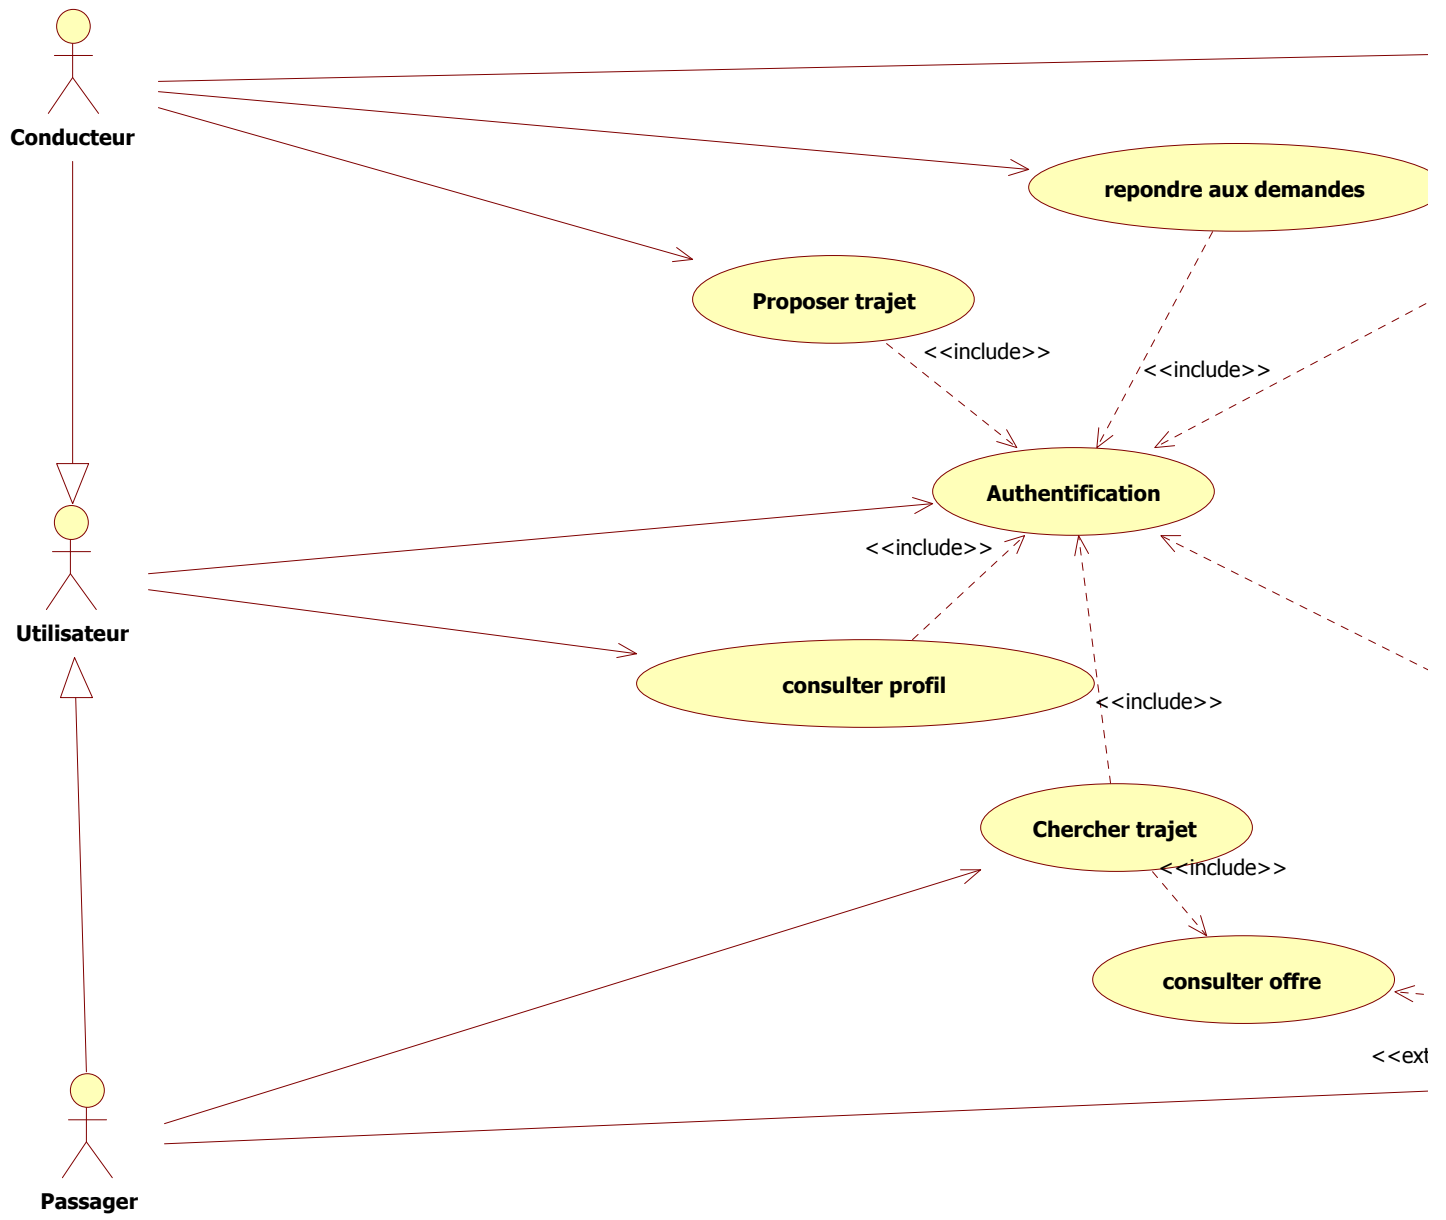 Conducteur
repondre aux demandes
Proposer trajet
<<include>>
<<include>>
Authentification
<<include>>
Utilisateur
consulter profil
<<include>>
Chercher trajet
<<include>>
consulter offre
<<ext
Passager